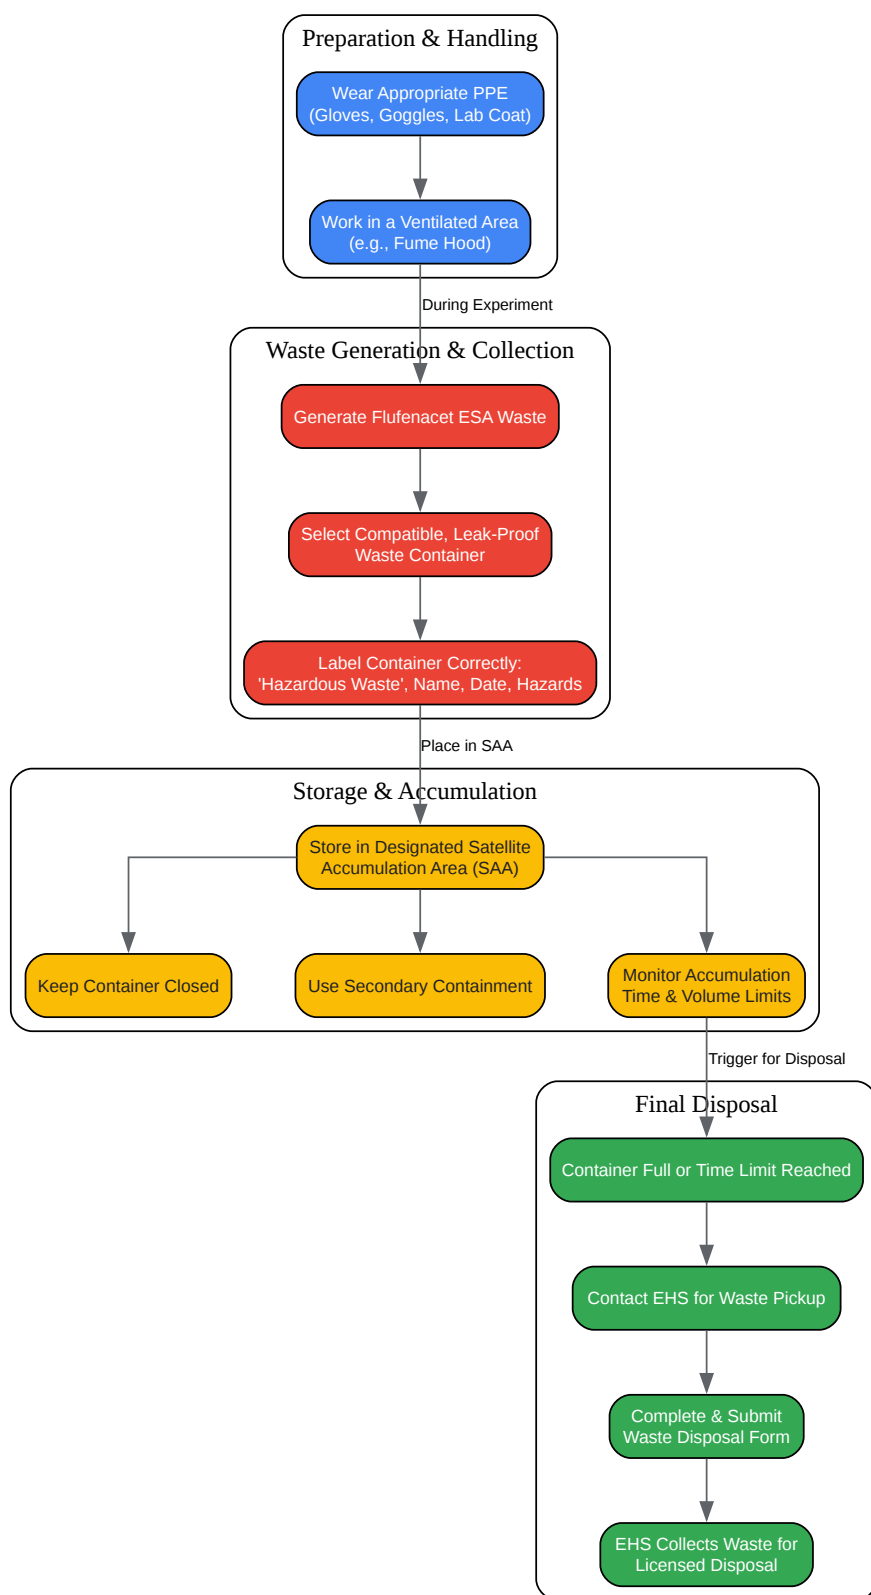 Preparation & Handling
Wear Appropriate PPE
(Gloves, Goggles, Lab Coat)
Work in a Ventilated Area
(e.g., Fume Hood)
During Experiment
Waste Generation & Collection
Generate Flufenacet ESA Waste
Select Compatible, Leak-Proof
Waste Container
Label Container Correctly:
'Hazardous Waste', Name, Date, Hazards
Place in SAA
Storage & Accumulation
Store in Designated Satellite
Accumulation Area (SAA)
Keep Container Closed
Use Secondary Containment
Monitor Accumulation
Time & Volume Limits
Trigger for Disposal
Final Disposal
Container Full or Time Limit Reached
Contact EHS for Waste Pickup
Complete & Submit
Waste Disposal Form
EHS Collects Waste for
Licensed Disposal